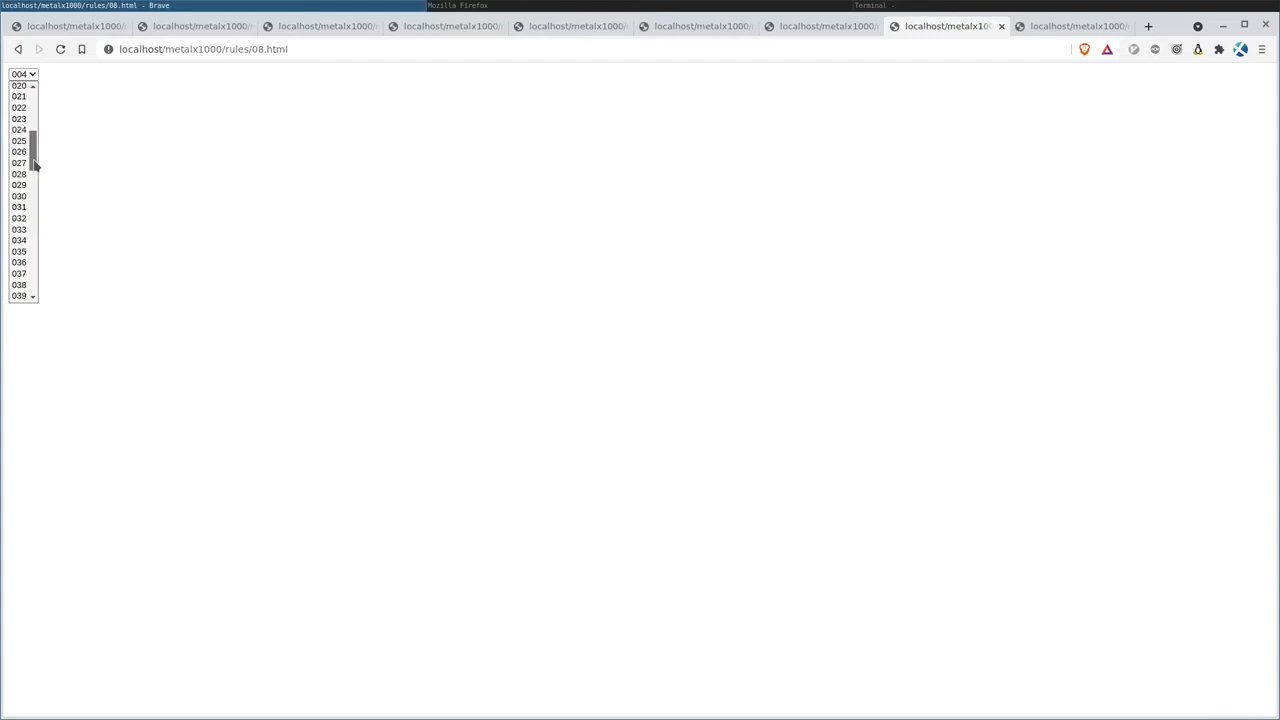 localhost/metalx1000/rules/08.html - Brave
Mozilla Firefox
Terminal -
localhost/metalx1000/
localhost/metalx1000/
localhost/metalx1000/
localhost/metalx1000/
localhost/metalx1000/
localhost/metalx1000/
localhost/metalx1000/
localhost/metalx100
localhost/metalx1000/
localhost/metalx1000/rules/08.html
004
020
021
022
023
024
025
026
027
028
029
030
031
032
033
034
035
036
037
038
039